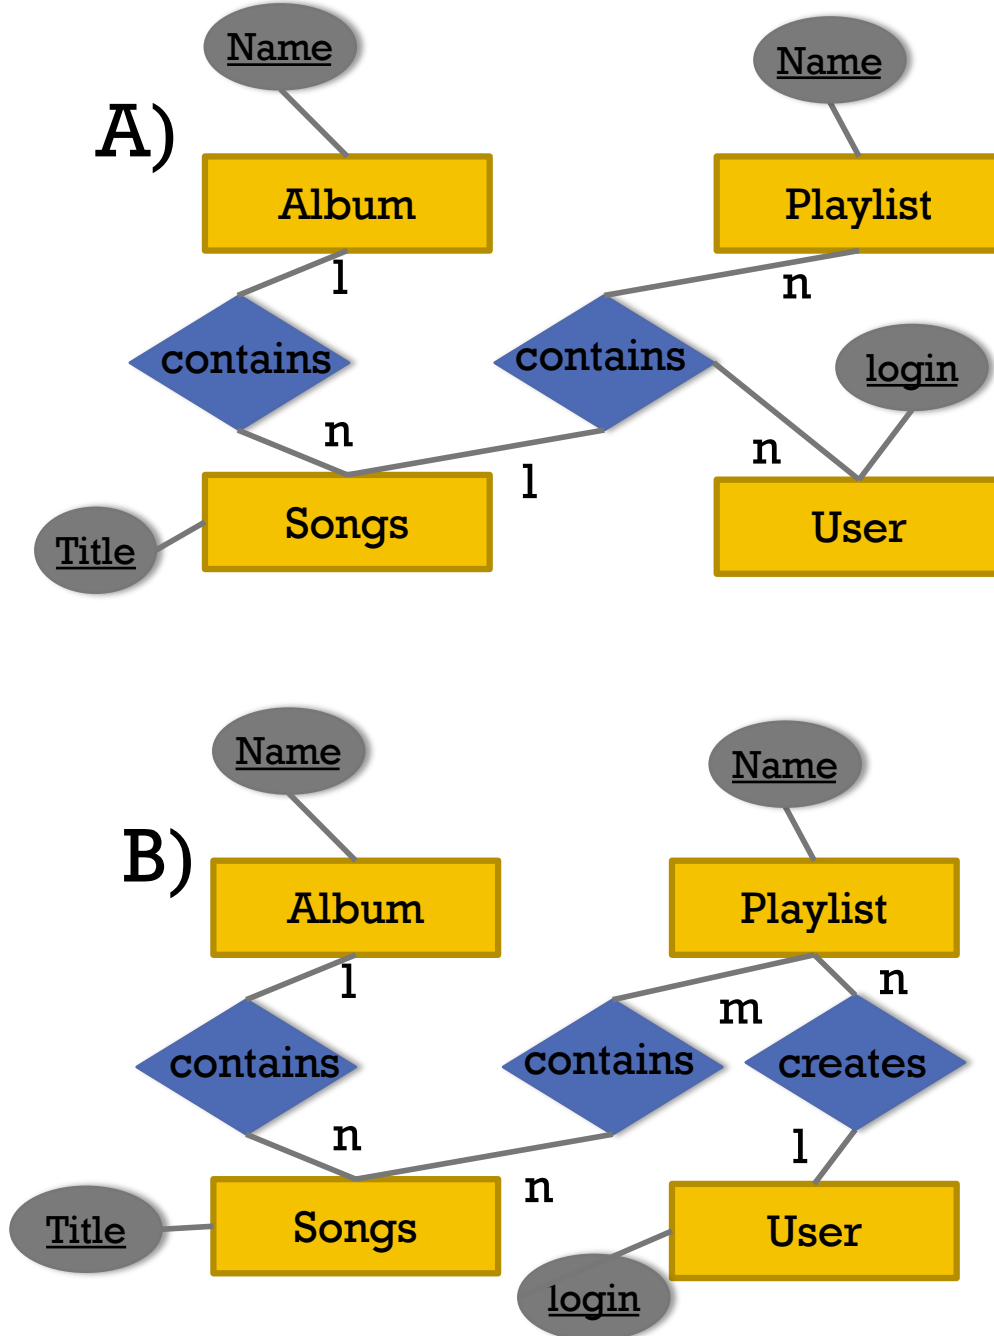 Name
Name
A)
Album
Playlist
1
n
contains
contains
login
n
n
1
Songs
User
Title
Name
Name
B)
Album
Playlist
1
n
m
contains
contains
creates
n
1
n
Songs
User
Title
login